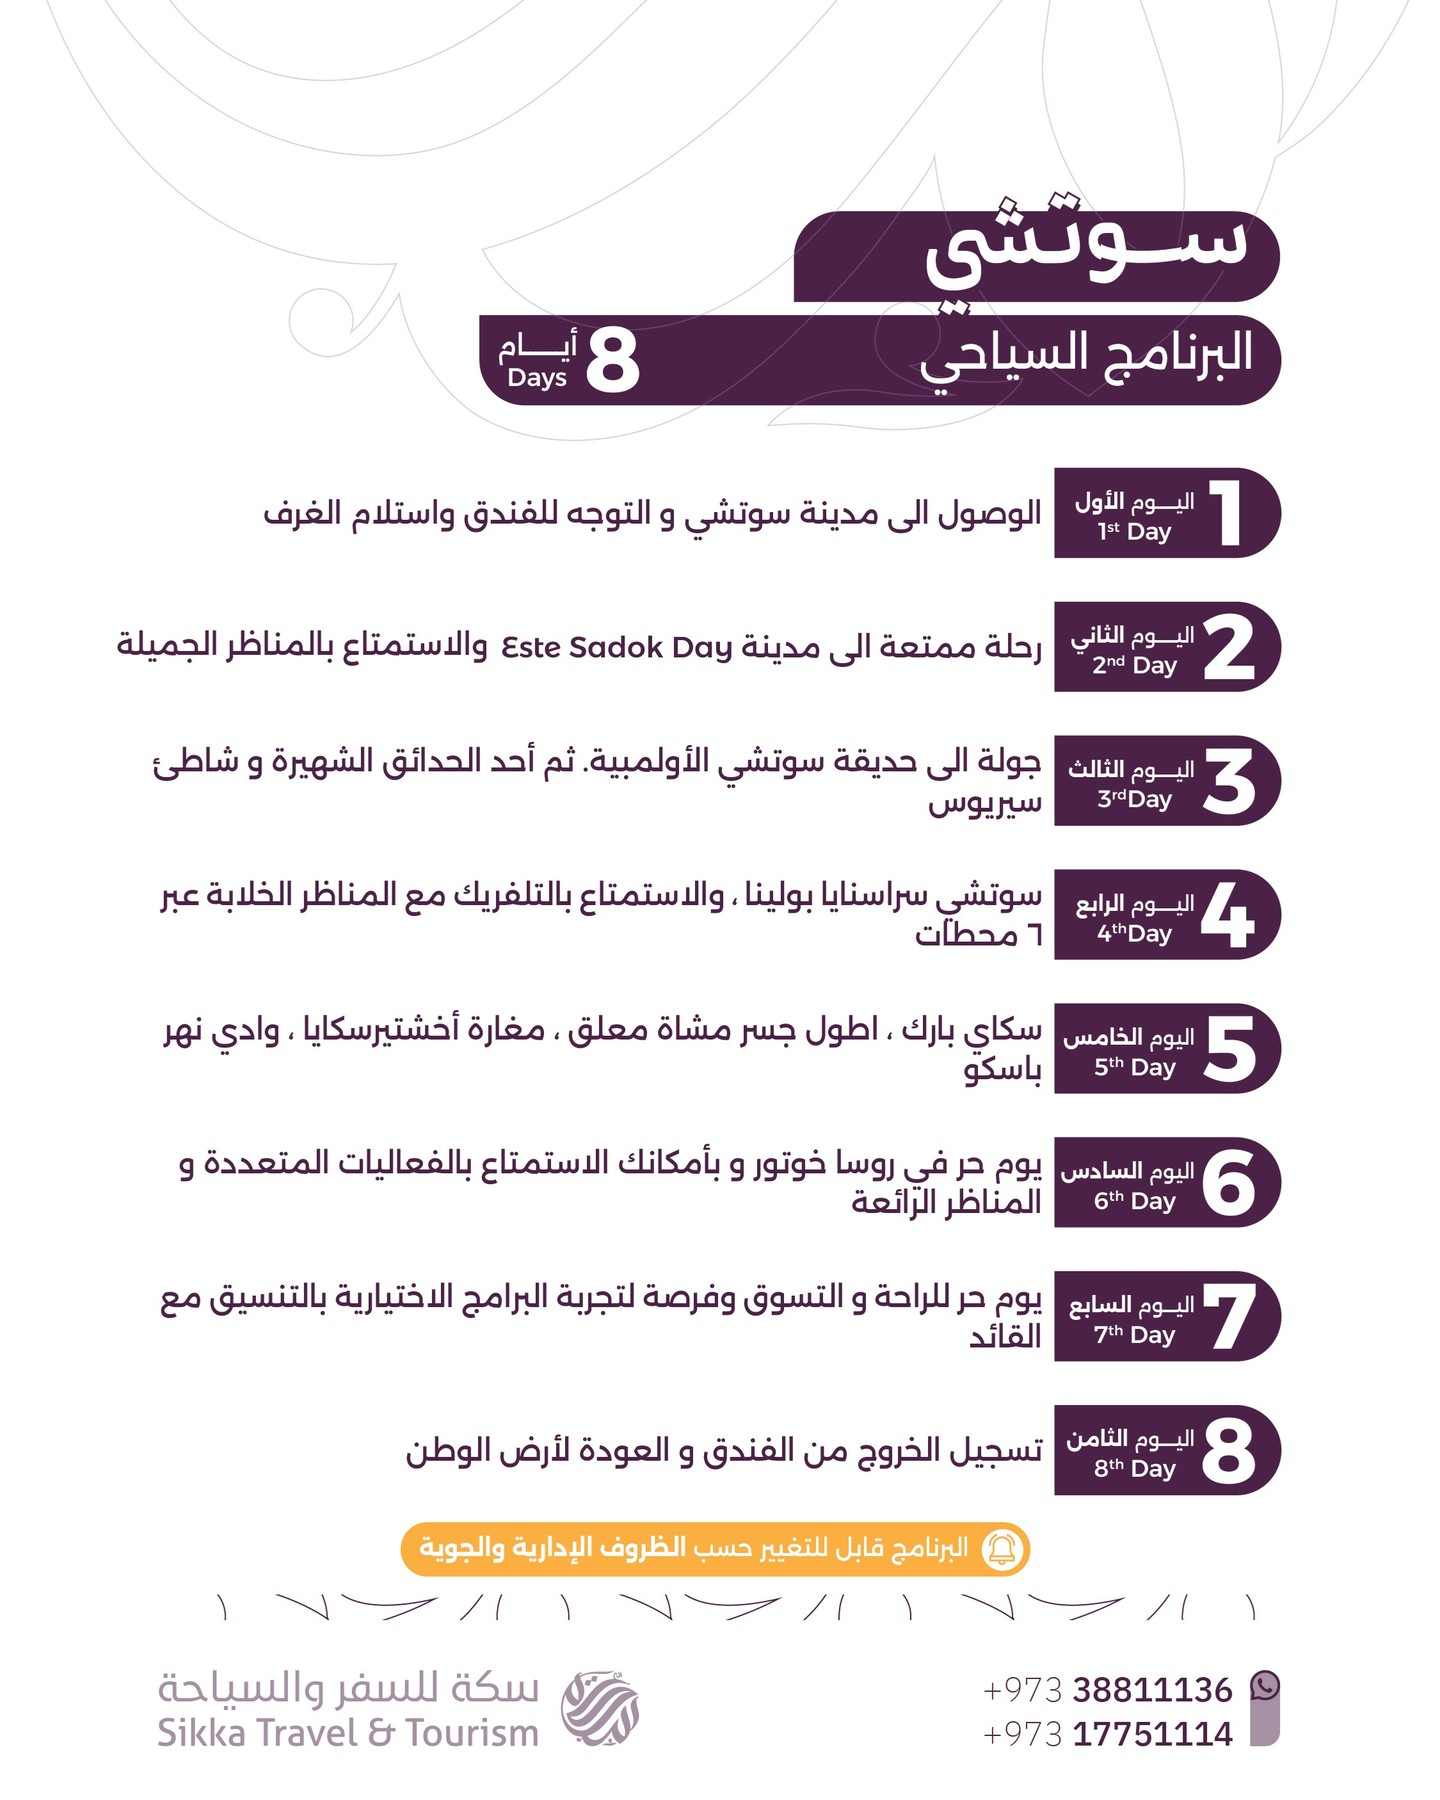 سوتشي
البرنامج السياحي
8 أيام
Days
1 اليوم الأول
1st Day
الوصول الى مدينة سوتشي و التوجه للفندق واستلام الغرف
2 اليوم الثاني
2nd Day
رحلة ممتعة الى مدينة Este Sadok Day والاستمتاع بالمناظر الجميلة
3 اليوم الثالث
3rd Day
جولة الى حديقة سوتشي الأولمبية. ثم أحد الحدائق الشهيرة و شاطئ
سيريوس
4 اليوم الرابع
4th Day
سوتشي سراسنايا بولينا ، والاستمتاع بالتلفريك مع المناظر الخلابة عبر
٦ محطات
5 اليوم الخامس
5th Day
سكاي بارك ، اطول جسر مشاة معلق ، مغارة أخشتيرسكايا ، وادي نهر
باسكو
6 اليوم السادس
6th Day
يوم حر في روسا خوتور و بأمكانك الاستمتاع بالفعاليات المتعددة و
المناظر الرائعة
7 اليوم السابع
7th Day
يوم حر للراحة و التسوق وفرصة لتجربة البرامج الاختيارية بالتنسيق مع
القائد
8 اليوم الثامن
8th Day
تسجيل الخروج من الفندق و العودة لأرض الوطن
البرنامج قابل للتغيير حسب الظروف الإدارية والجوية
+973 38811136
+973 17751114
سكة للسفر والسياحة
Sikka Travel & Tourism